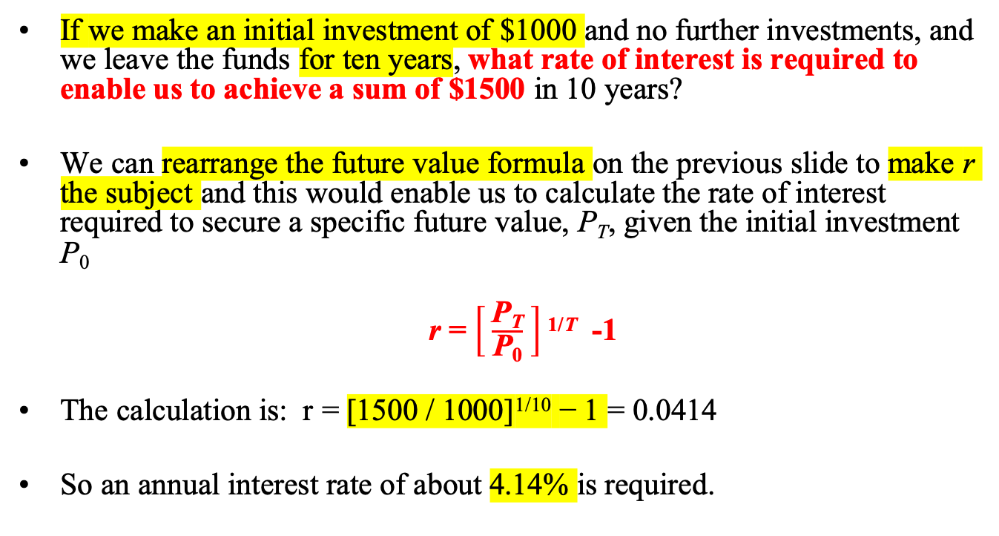 • If we make an initial investment of $1000 and no further investments, and
we leave the funds for ten years, what rate of interest is required to
enable us to achieve a sum of $1500 in 10 years?
• We can rearrange the future value formula on the previous slide to make r
the subject and this would enable us to calculate the rate of interest
required to secure a specific future value, P_T, given the initial investment
P₀
r = [P_T / P₀]^{1/T} -1
• The calculation is: r = [1500 / 1000]^{1/10} – 1 = 0.0414
• So an annual interest rate of about 4.14% is required.